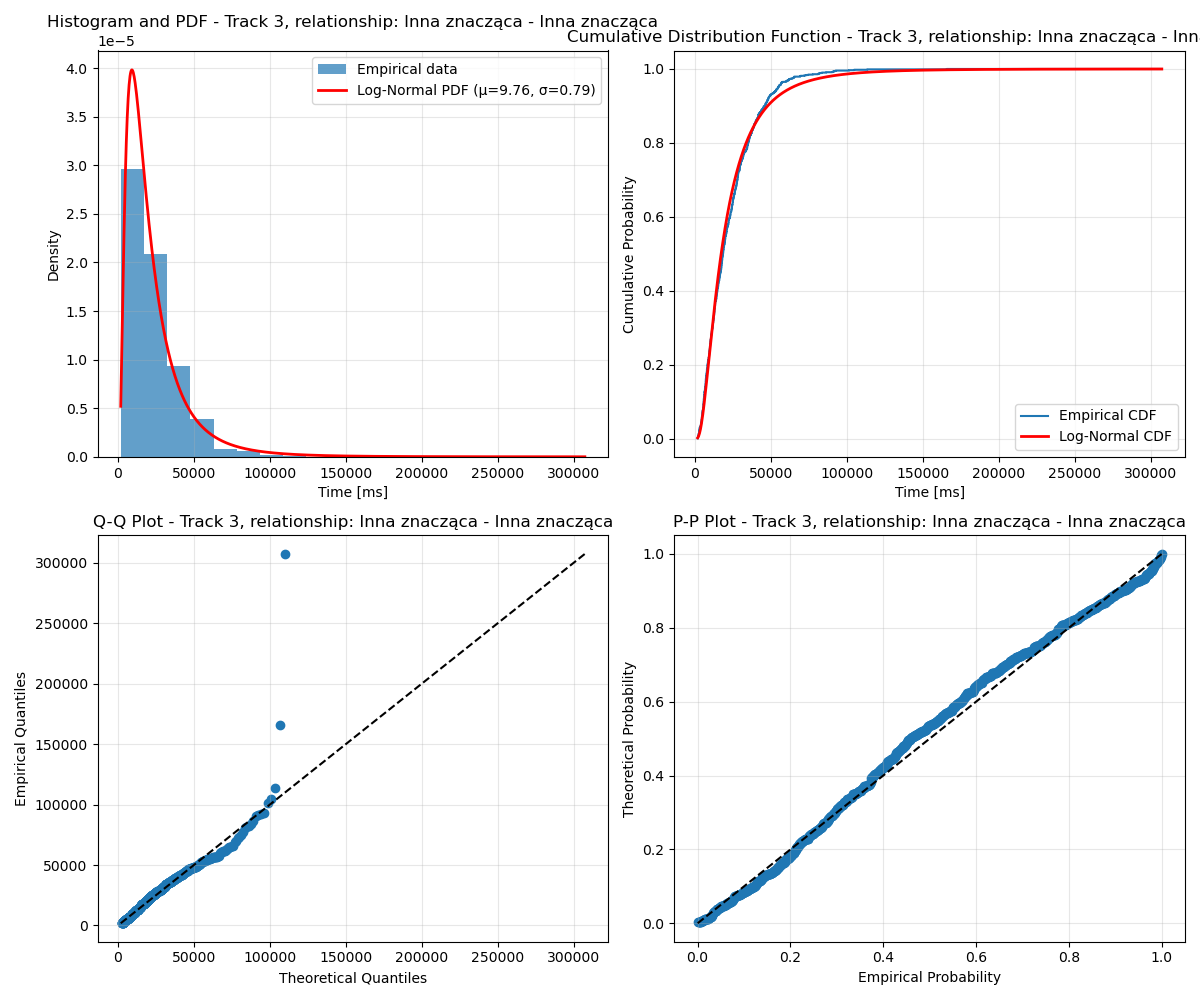 Histogram and PDF - Track 3, relationship: Inna znacząca - Inna znacząca
1e−5
4.0
3.5
3.0
2.5
2.0
1.5
1.0
0.5
0.0
Density
Empirical data
Log-Normal PDF (μ=9.76, σ=0.79)
0 50000 100000 150000 200000 250000 300000
Time [ms]
Cumulative Distribution Function - Track 3, relationship: Inna znacząca - Inn
1.0
0.8
0.6
0.4
0.2
0.0
Cumulative Probability
Empirical CDF
Log-Normal CDF
0 50000 100000 150000 200000 250000 300000
Time [ms]
Q-Q Plot - Track 3, relationship: Inna znacząca - Inna znacząca
300000
250000
200000
150000
100000
50000
0
Empirical Quantiles
0 50000 100000 150000 200000 250000 300000
Theoretical Quantiles
P-P Plot - Track 3, relationship: Inna znacząca - Inna znacząca
1.0
0.8
0.6
0.4
0.2
0.0
Theoretical Probability
0.0 0.2 0.4 0.6 0.8 1.0
Empirical Probability